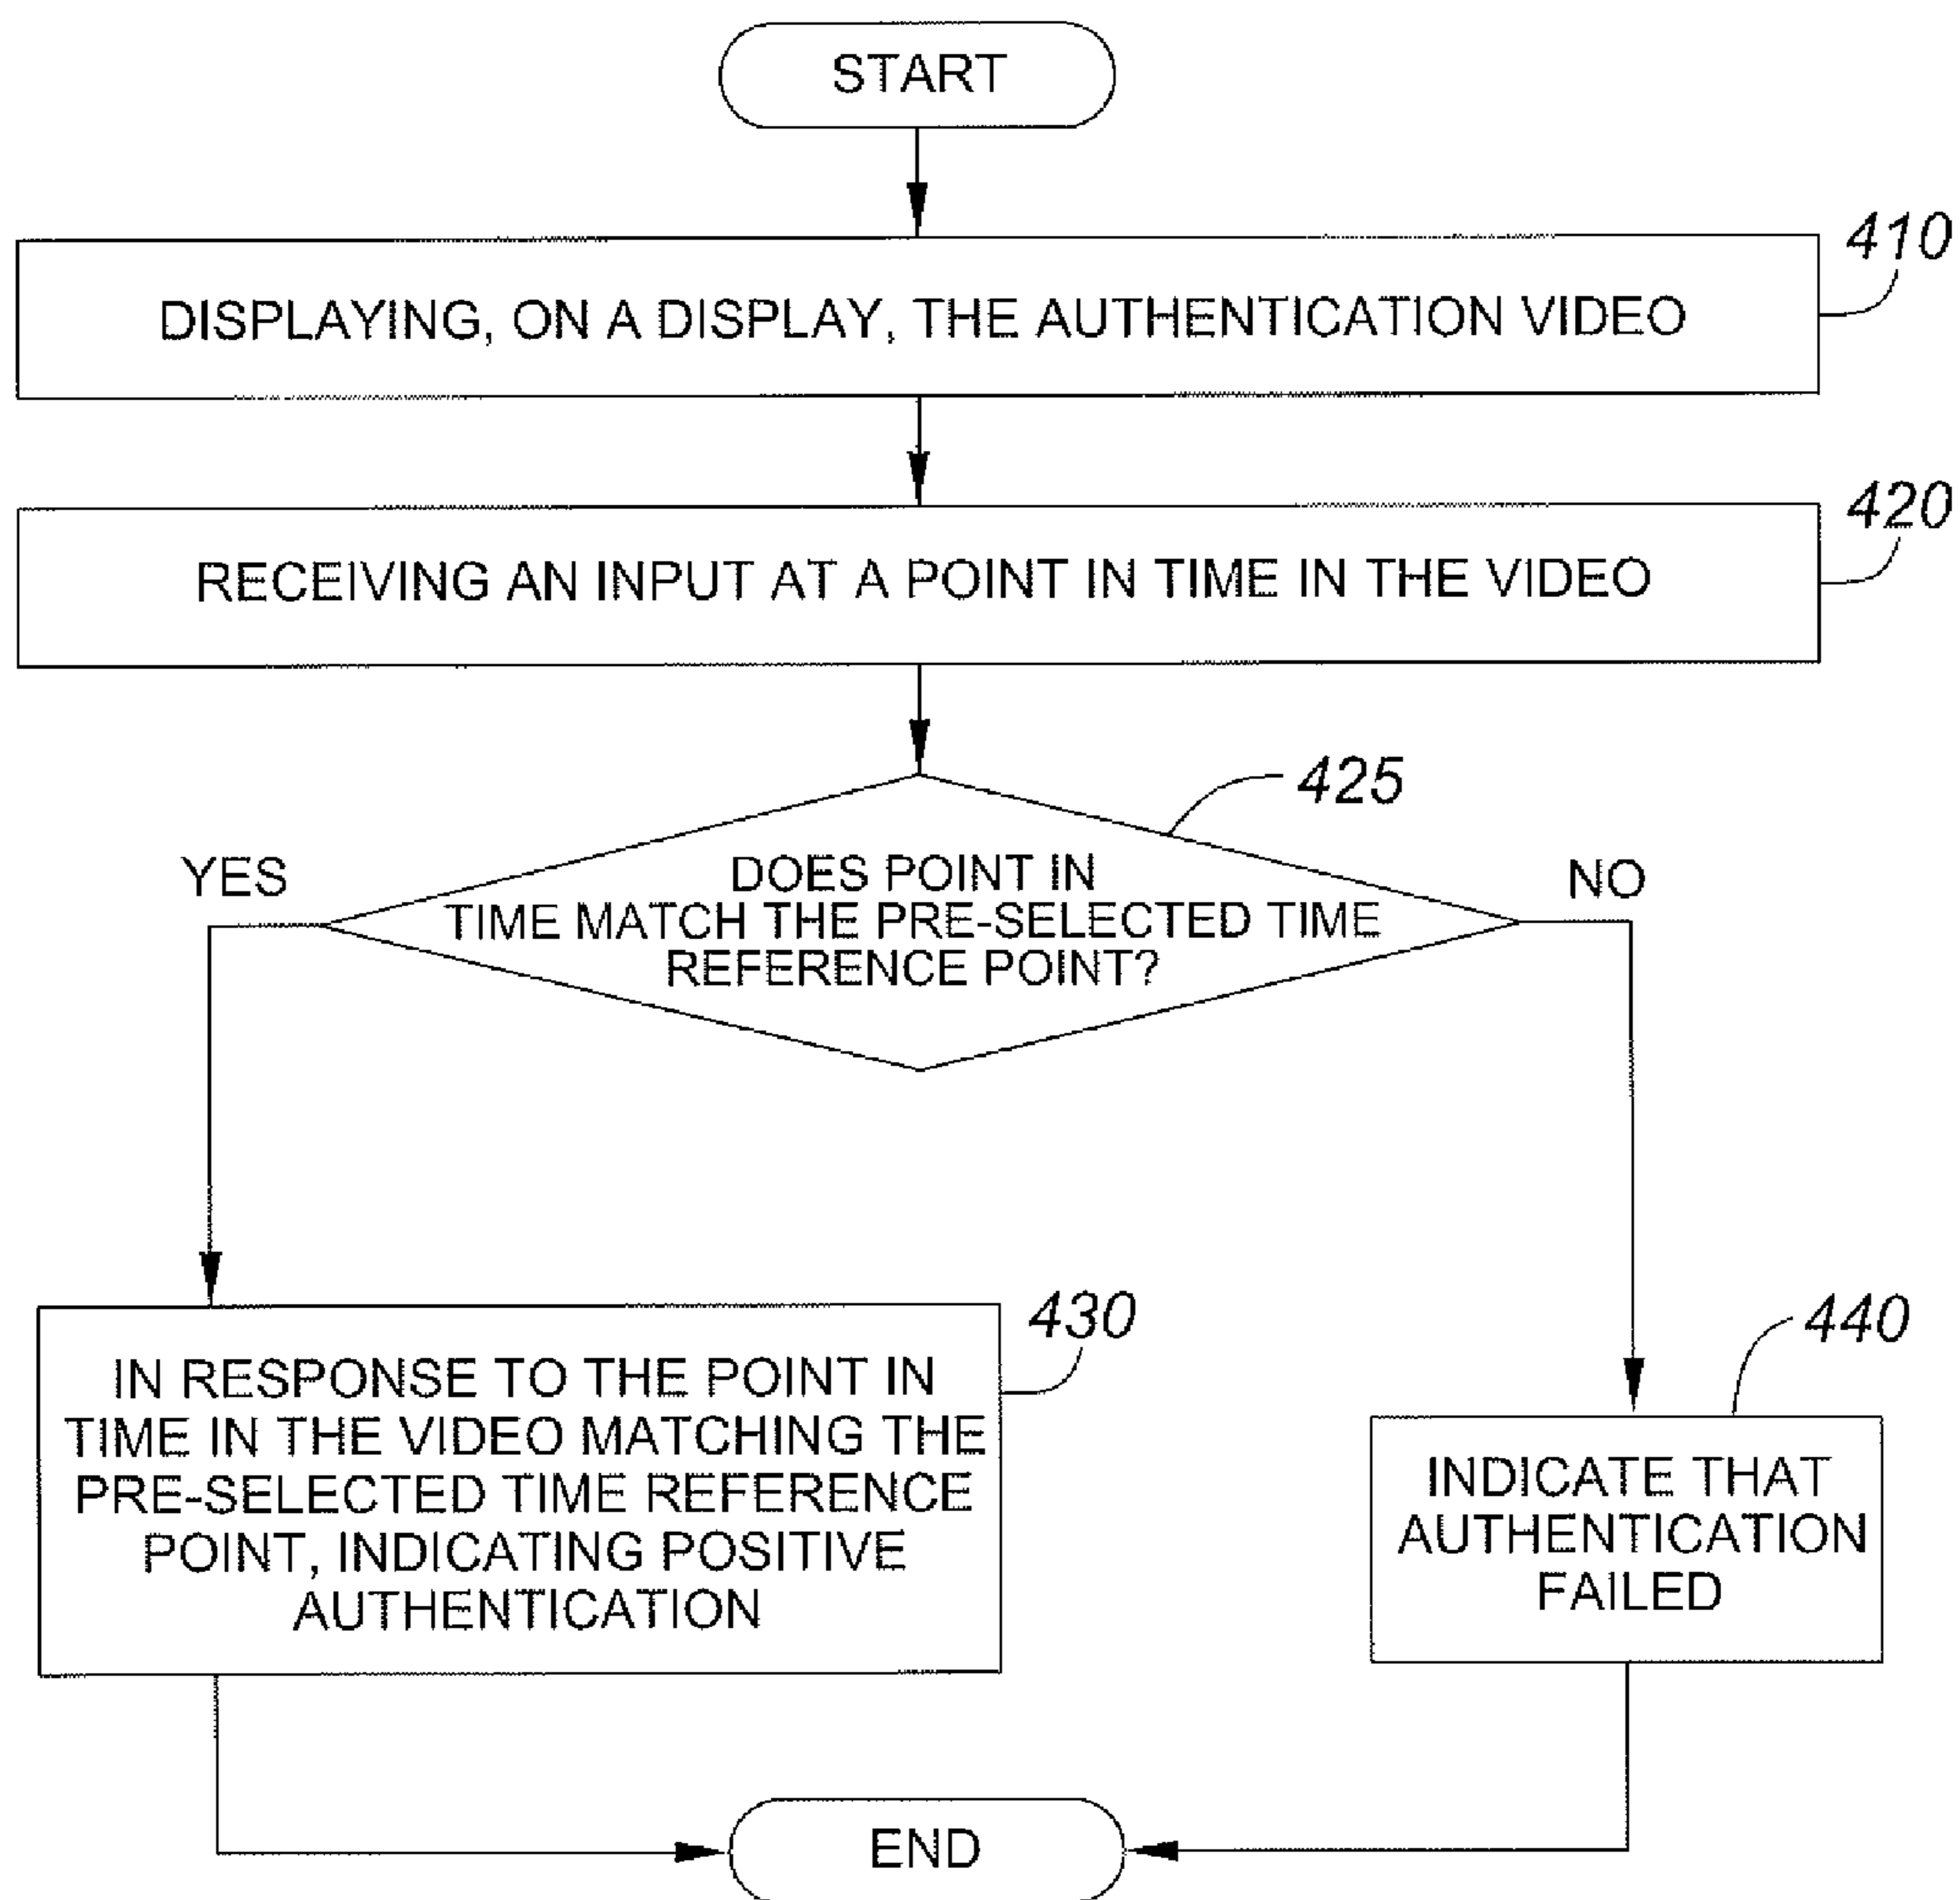 START
410
DISPLAYING, ON A DISPLAY, THE AUTHENTICATION VIDEO
420
RECEIVING AN INPUT AT A POINT IN TIME IN THE VIDEO
425
YES
DOES POINT IN
TIME MATCH THE PRE-SELECTED TIME
REFERENCE POINT?
NO
430
IN RESPONSE TO THE POINT IN
TIME IN THE VIDEO MATCHING THE
PRE-SELECTED TIME REFERENCE
POINT, INDICATING POSITIVE
AUTHENTICATION
440
INDICATE THAT
AUTHENTICATION
FAILED
END